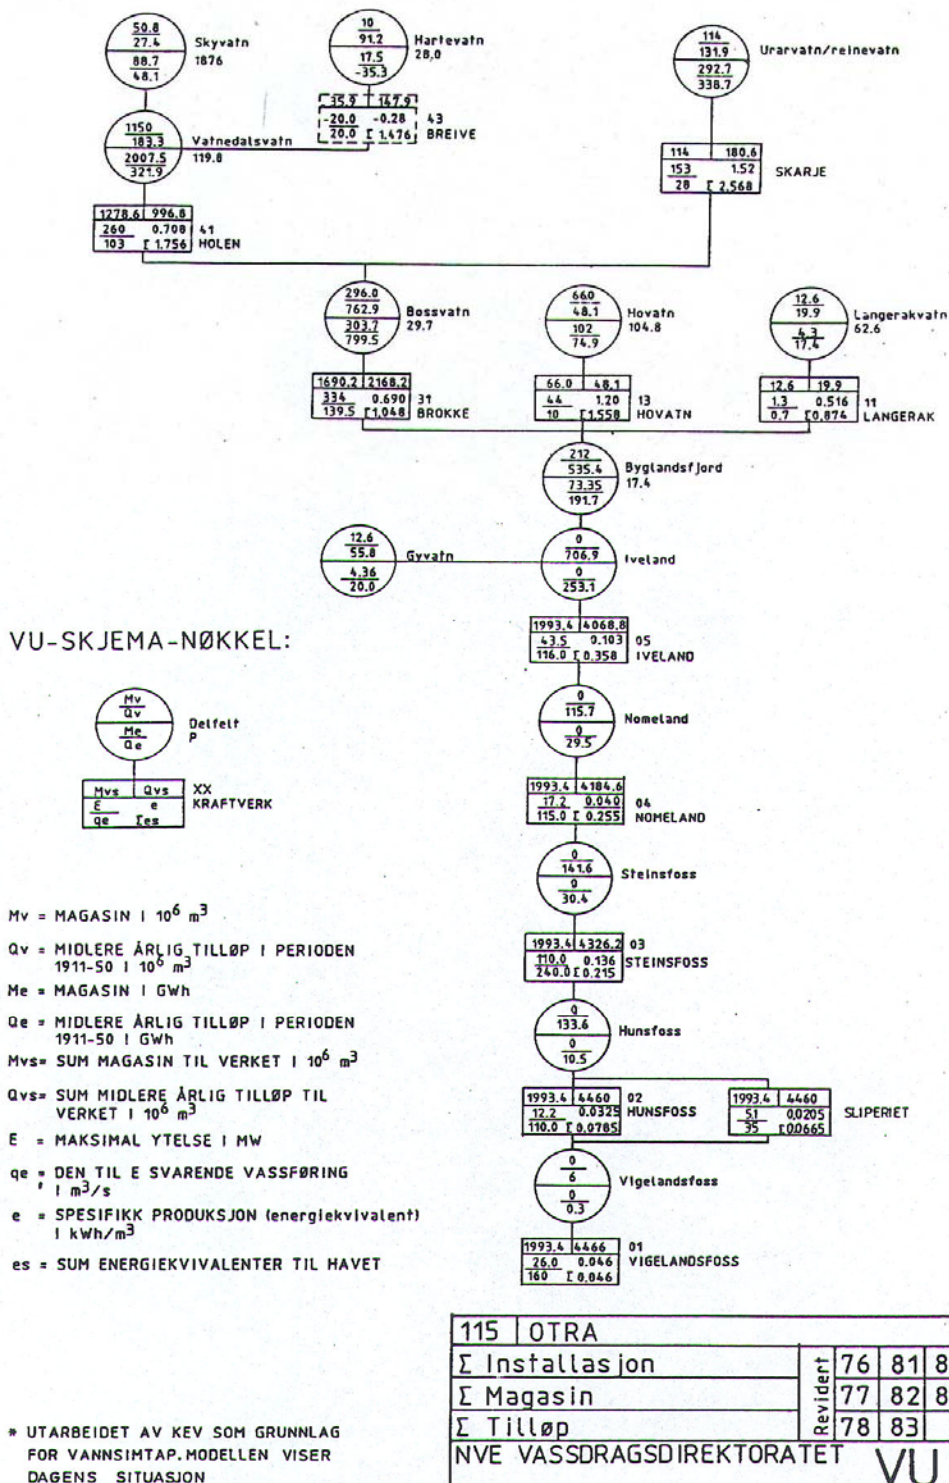 50.8
27.4
88.7
48.1
Skyvatn
1876
10
91.2
17.5
-35.3
Hartevatn
28,0
114
131.9
292.7
338.7
Urarvatn/reinevatn
35.9 147.9
-20.0 -0.28
20.0 Σ 1.476
43
BREIVE
1150
183.3
2007.5
321.9
Vatnedalsvatn
119.8
114 180.6
153 1.52
28 Σ 2.568
SKARJE
1278.6 996.8
260 0.708
103 Σ 1.756
41
HOLEN
296.0
762.9
303.7
799.5
Bossvatn
29.7
66.0
48.1
102
74.9
Hovatn
104.8
12.6
19.9
4.3
17.4
Langerakvatn
62.6
1690.2 2168.2
334 0.690
139.5 Σ 1,048
31
BROKKE
66.0 48.1
44 1.20
10 Σ 1.558
13
HOVATN
12.6 19.9
1.3 0.516
0.7 Σ 0.874
11
LANGERAK
212
535.4
73.35
191.7
Byglandsfjord
17.4
12.6
55.8
4.36
20.0
Gyvatn
0
706.9
0
253.1
Iveland
1993.4 4068.8
43.5 0.103
116.0 Σ 0.358
05
IVELAND
VU-SKJEMA-NØKKEL:
Mv
Qv
Me
Qe
Delfelt
P
Mvs Qvs
E e
qe Σes
XX
KRAFTVERK
0
115.7
0
29.5
Nomeland
1993.4 4184.6
17.2 0.040
115.0 Σ 0.255
04
NOMELAND
0
141.6
0
30.4
Steinsfoss
1993.4 4326.2
110.0 0.136
240.0 Σ 0.215
03
STEINSFOSS
0
133.6
0
10.5
Hunsfoss
1993.4 4460
12.2 0.0325
110.0 Σ 0.0785
02
HUNSFOSS
1993.4 4460
5.1 0.0205
35 Σ 0.0665
SLIPERIET
0
6
0
0.3
Vigelandsfoss
1993.4 4466
26.0 0.046
160 Σ 0.046
01
VIGELANDSFOSS
Mv = MAGASIN I 10⁶ m³
Qv = MIDLERE ÅRLIG TILLØP I PERIODEN
1911-50 I 10⁶ m³
Me = MAGASIN I GWh
Qe = MIDLERE ÅRLIG TILLØP I PERIODEN
1911-50 I GWh
Mvs= SUM MAGASIN TIL VERKET I 10⁶ m³
Qvs= SUM MIDLERE ÅRLIG TILLØP TIL
VERKET I 10⁶ m³
E = MAKSIMAL YTELSE I MW
qe = DEN TIL E SVARENDE VASSFØRING
I m³/s
e = SPESIFIKK PRODUKSJON (energiekvivalent)
I kWh/m³
es = SUM ENERGIEKVIVALENTER TIL HAVET
* UTARBEIDET AV KEV SOM GRUNNLAG
FOR VANNSIMTAP. MODELLEN VISER
DAGENS SITUASJON
115 OTRA
Σ Installasjon
Σ Magasin
Σ Tilløp
Revidert
76 81 8
77 82 8
78 83
NVE VASSDRAGSDIREKTORATET VU